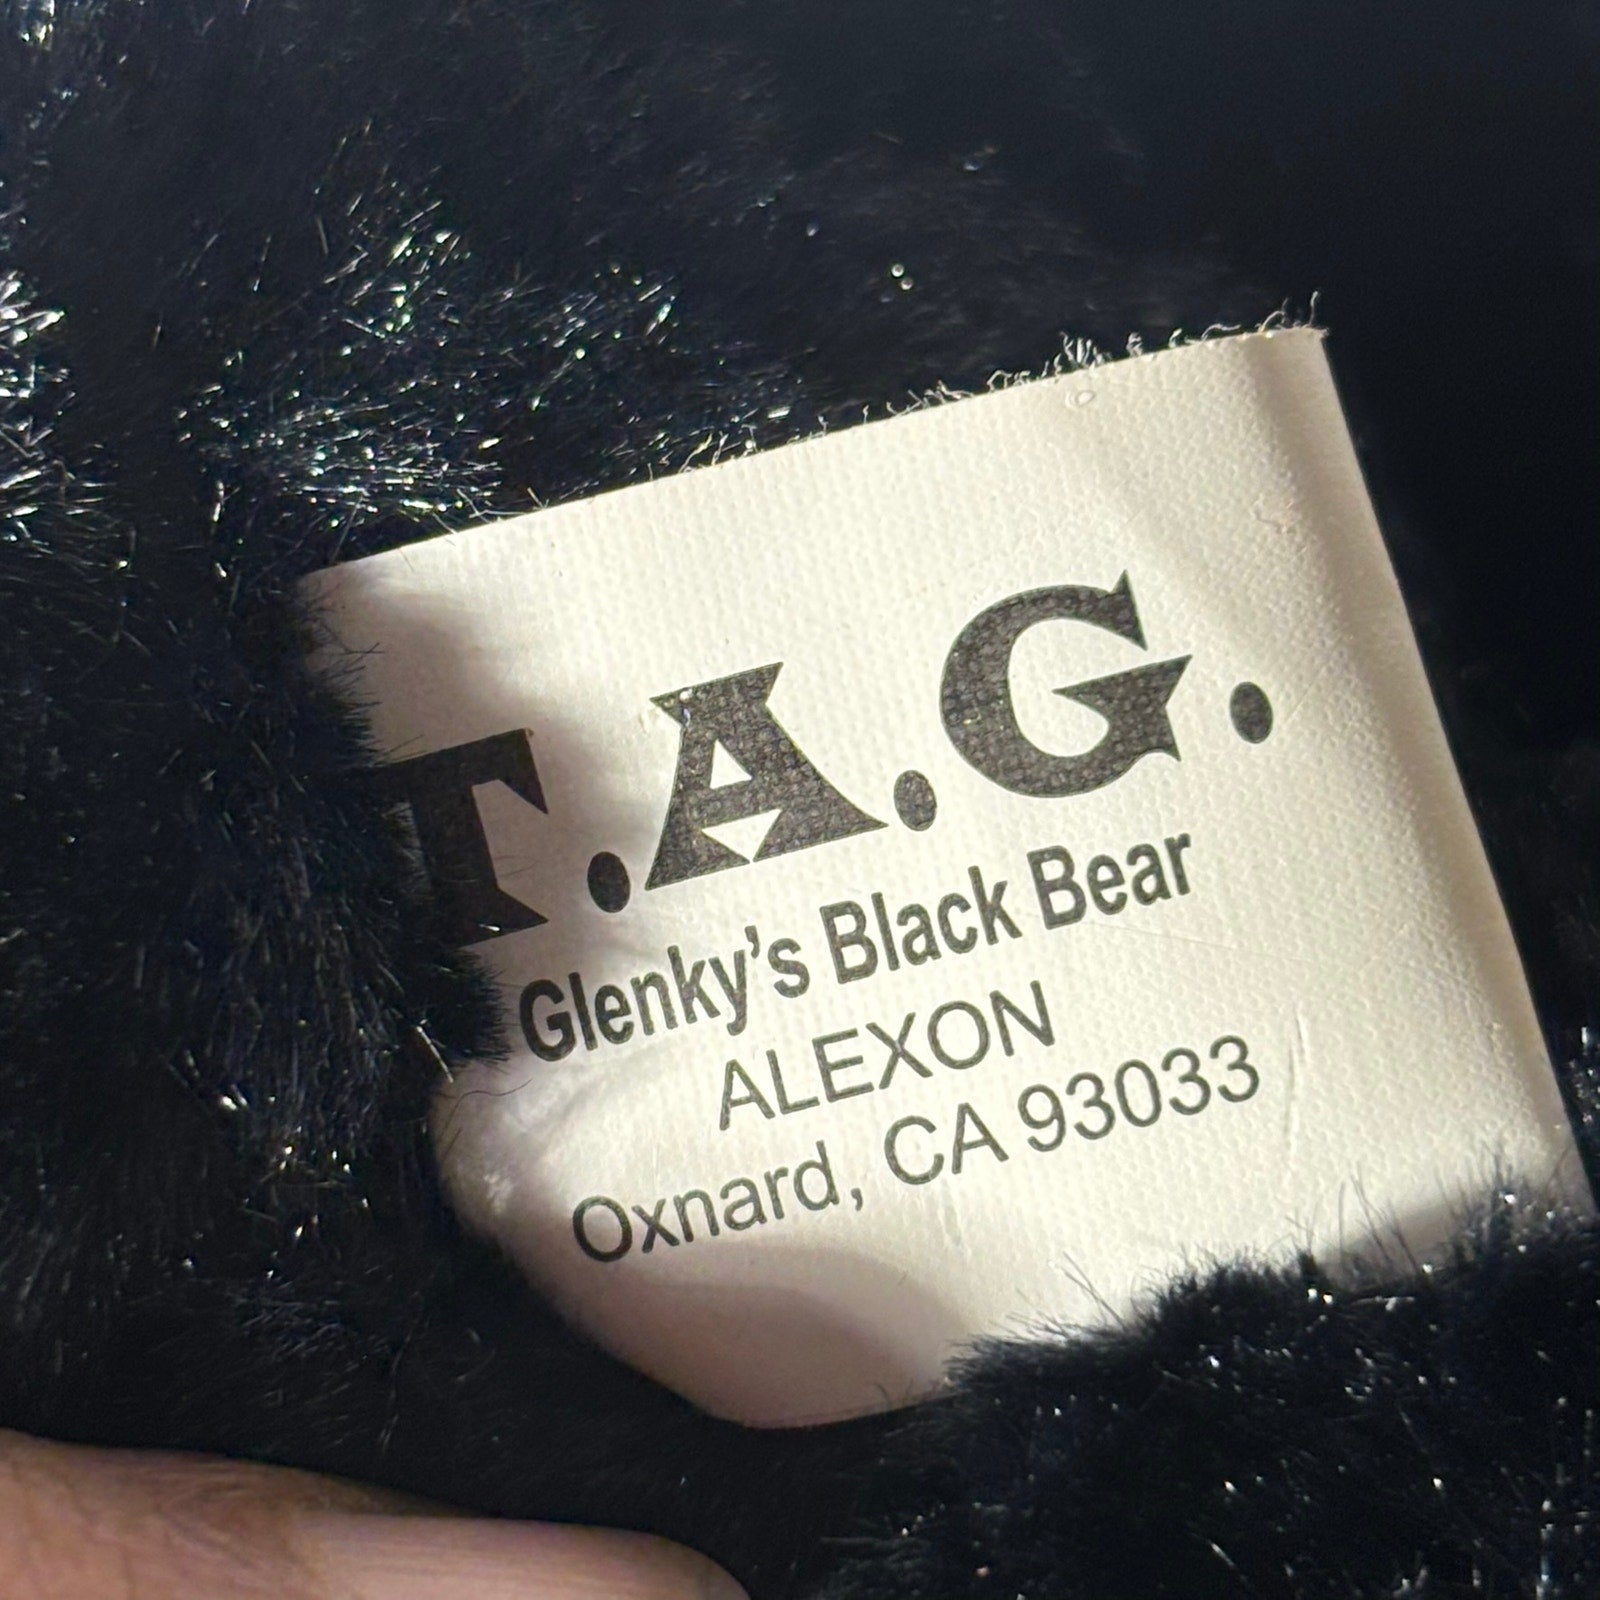 T.A.G.
Glenky's Black Bear
ALEXON
Oxnard, CA 93033